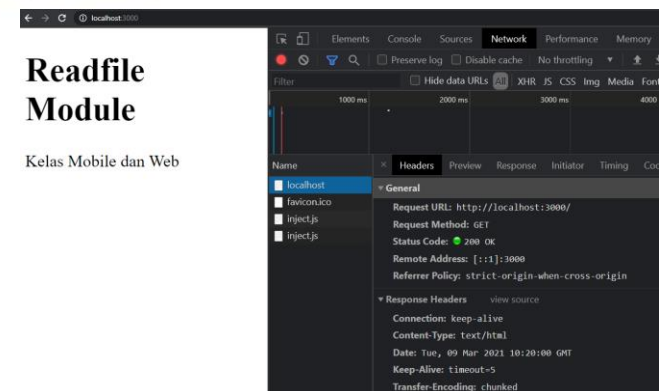 localhost:3000
Elements Console Sources Network Performance Memory
Preserve log Disable cache No throttling
Filter Hide data URLs All XHR JS CSS Img Media Font
1000 ms 2000 ms 3000 ms 4000
Readfile
Module
Kelas Mobile dan Web
Name
localhost
favicon.ico
inject.js
inject.js
× Headers Preview Response Initiator Timing
General
Request URL: http://localhost:3000/
Request Method: GET
Status Code: 200 OK
Remote Address: [::1]:3000
Referrer Policy: strict-origin-when-cross-origin
Response Headers view source
Connection: keep-alive
Content-Type: text/html
Date: Tue, 09 Mar 2021 10:20:00 GMT
Keep-Alive: timeout=5
Transfer-Encoding: chunked